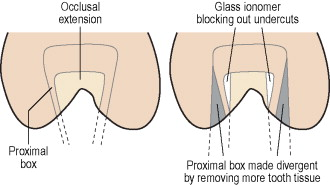 Occlusal
extension
Proximal
box
Glass ionomer
blocking out undercuts
Proximal box made divergent
by removing more tooth tissue